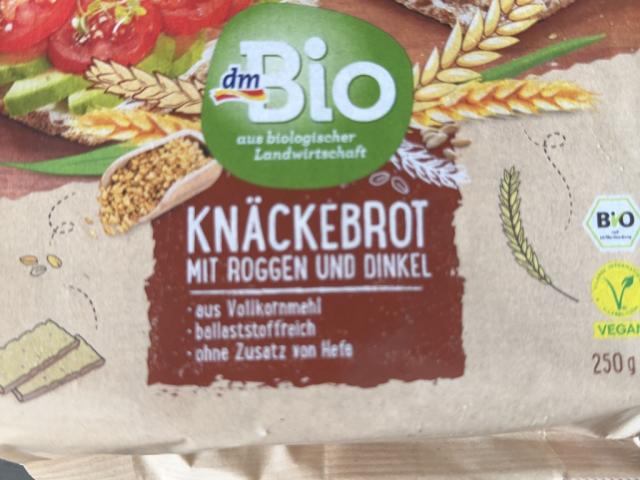 dm
Bio
aus biologischer
Landwirtschaft
KNÄCKEBROT
MIT ROGGEN UND DINKEL
· aus Vollkornmehl
· ballaststoffreich
· ohne Zusatz von Hefe
BIO
VEGAN
250 g